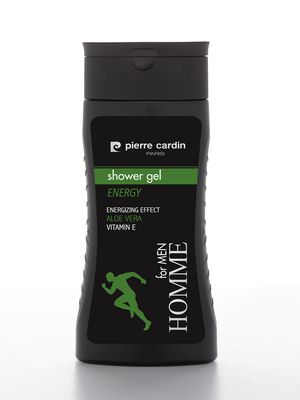 pierre cardin
PARIS
shower gel
ENERGY
ENERGIZING EFFECT
ALOE VERA
VITAMIN E
for MEN
HOMME